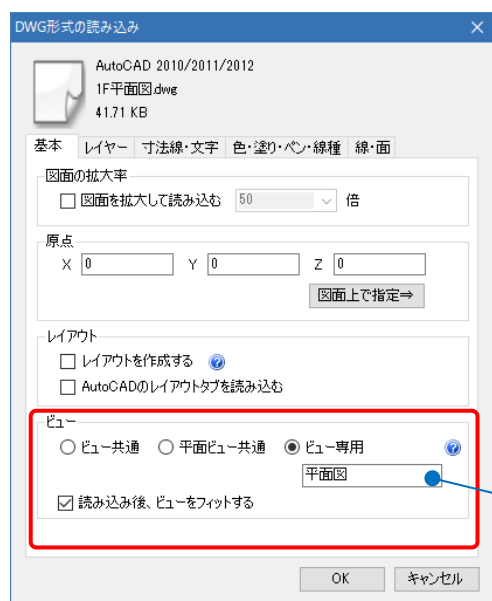 DWG形式の読み込み
AutoCAD 2010/2011/2012
1F平面図.dwg
41.71 KB
基本 レイヤー 寸法線・文字 色・塗り・ペン・線種 線・面
図面の拡大率
図面を拡大して読み込む 50 倍
原点
X 0 Y 0 Z 0
図面上で指定⇒
レイアウト
レイアウトを作成する
AutoCADのレイアウトタブを読み込む
ビュー
ビュー共通 平面ビュー共通 ビュー専用
平面図
読み込み後、ビューをフィットする
OK キャンセル